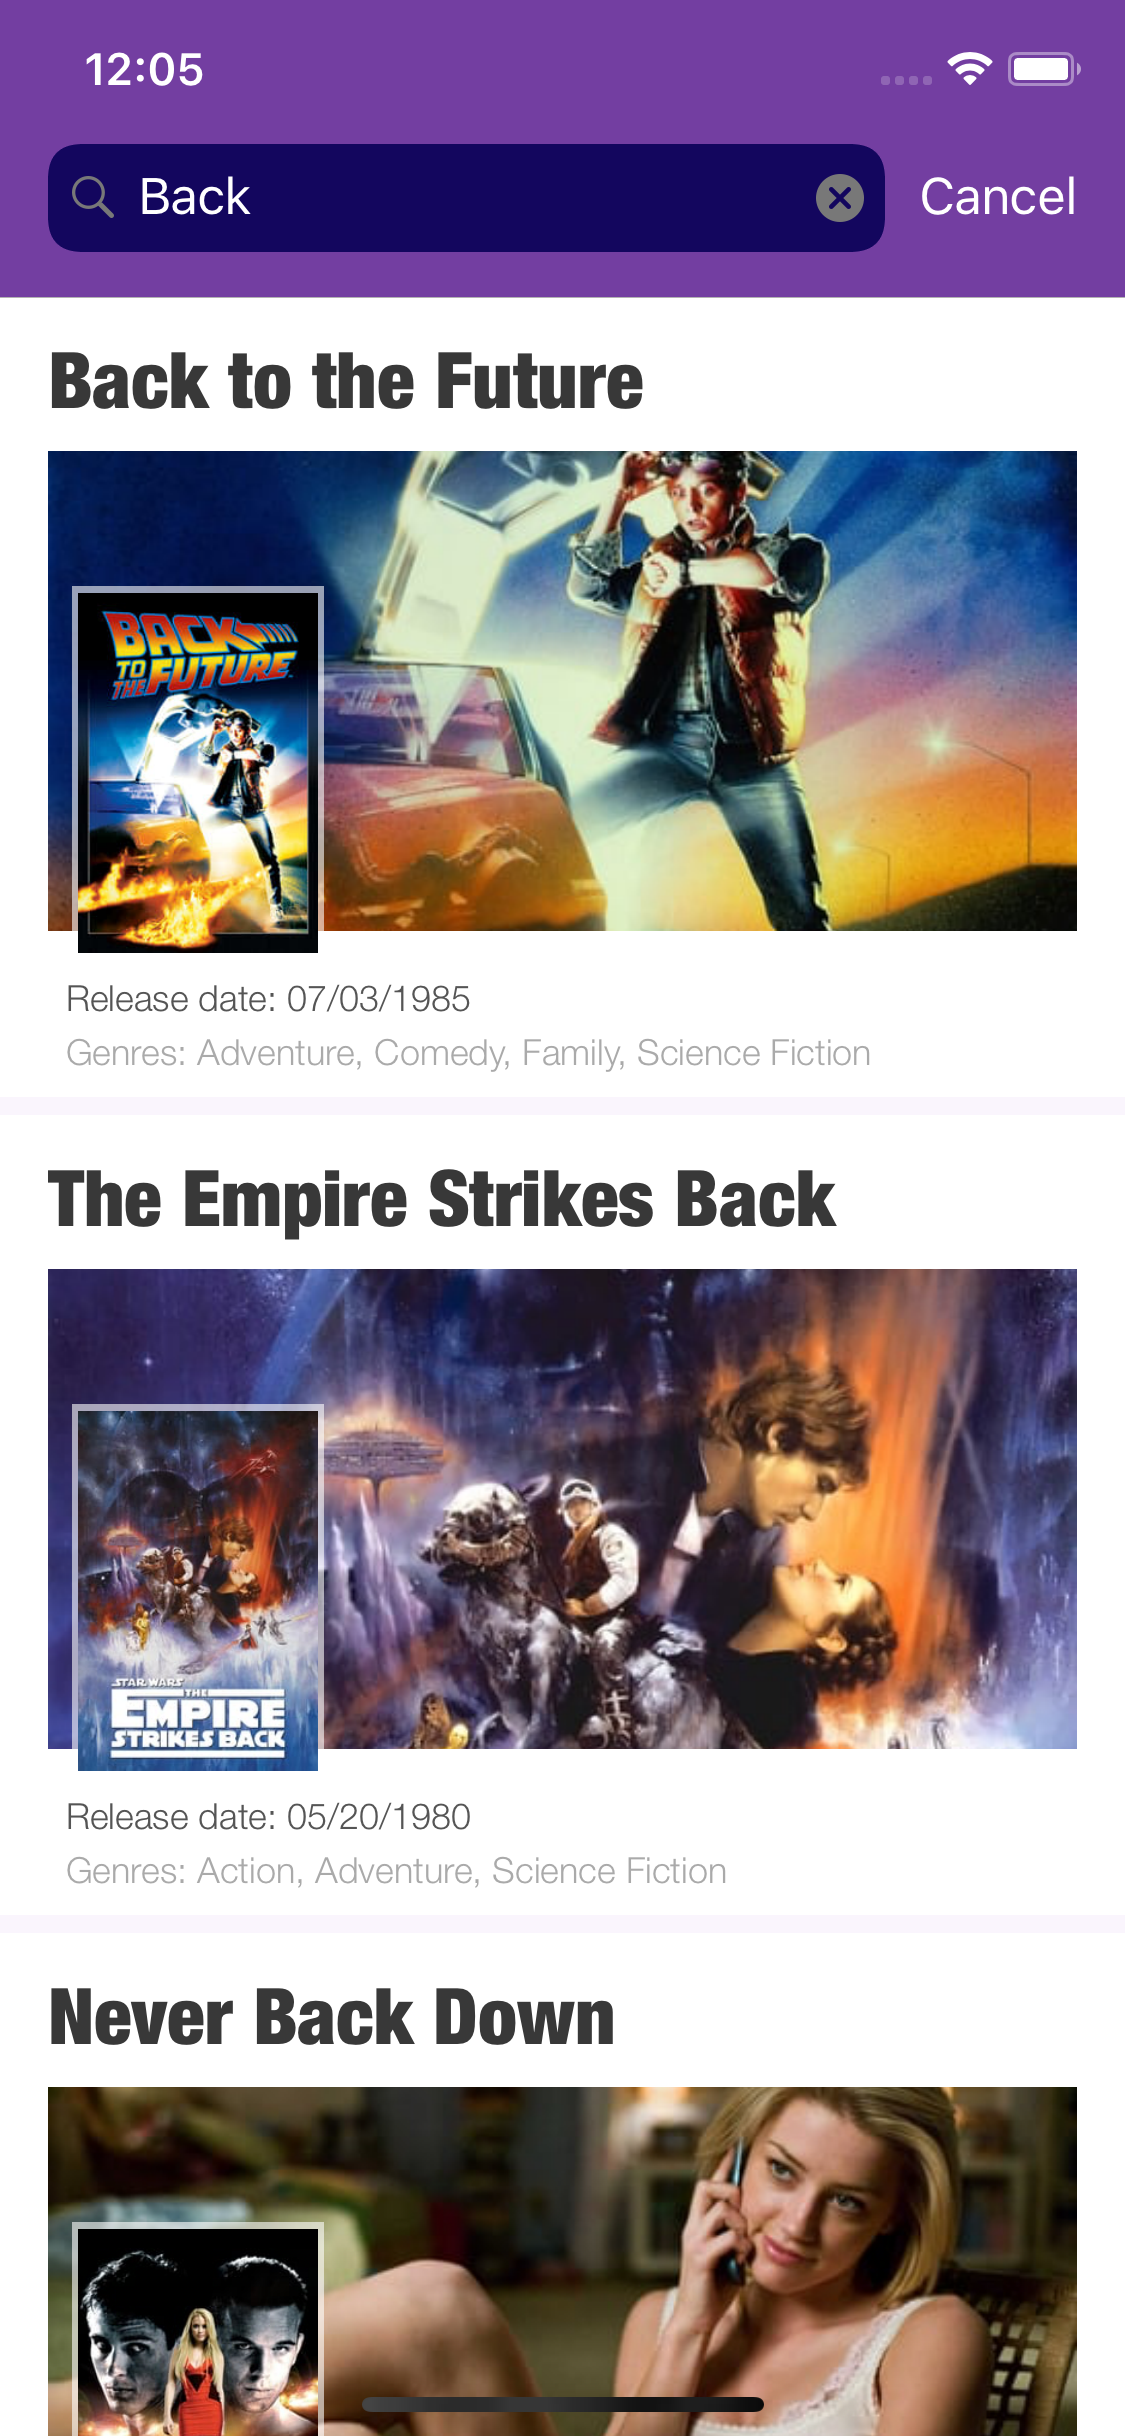 12:05
Back
Cancel
Back to the Future
BACK
TO
THE FUTURE
Release date: 07/03/1985
Genres: Adventure, Comedy, Family, Science Fiction
The Empire Strikes Back
STAR WARS
THE
EMPIRE
STRIKES BACK
Release date: 05/20/1980
Genres: Action, Adventure, Science Fiction
Never Back Down